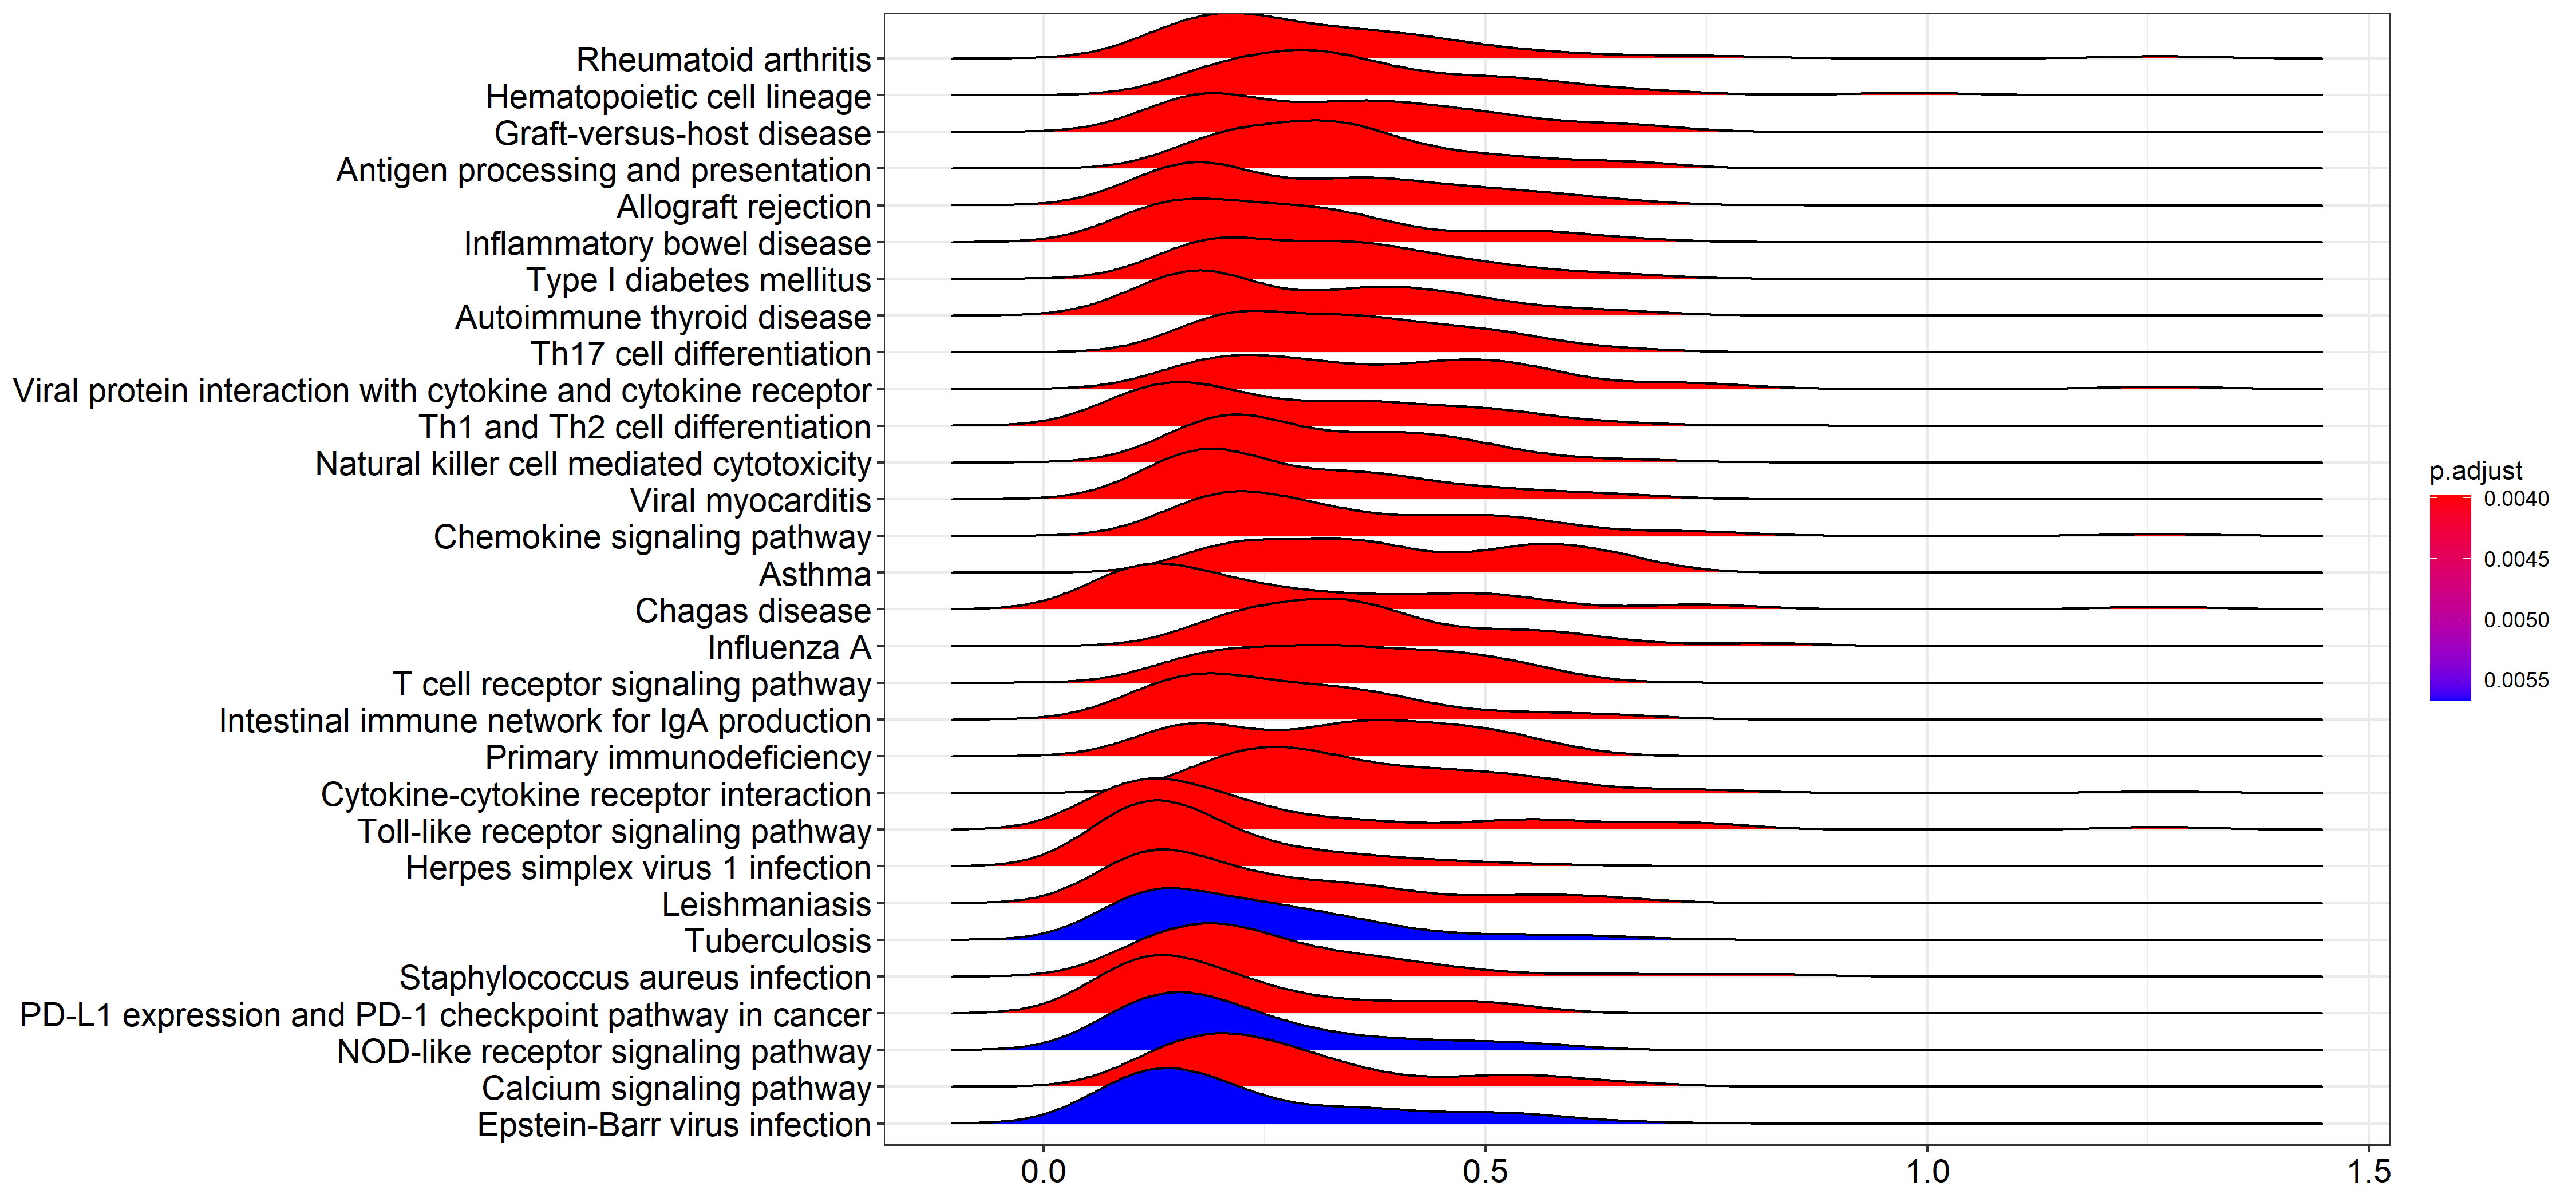 Rheumatoid arthritis
Hematopoietic cell lineage
Graft-versus-host disease
Antigen processing and presentation
Allograft rejection
Inflammatory bowel disease
Type I diabetes mellitus
Autoimmune thyroid disease
Th17 cell differentiation
Viral protein interaction with cytokine and cytokine receptor
Th1 and Th2 cell differentiation
Natural killer cell mediated cytotoxicity
Viral myocarditis
Chemokine signaling pathway
Asthma
Chagas disease
Influenza A
T cell receptor signaling pathway
Intestinal immune network for IgA production
Primary immunodeficiency
Cytokine-cytokine receptor interaction
Toll-like receptor signaling pathway
Herpes simplex virus 1 infection
Leishmaniasis
Tuberculosis
Staphylococcus aureus infection
PD-L1 expression and PD-1 checkpoint pathway in cancer
NOD-like receptor signaling pathway
Calcium signaling pathway
Epstein-Barr virus infection
0.0 0.5 1.0 1.5
p.adjust
0.0040
0.0045
0.0050
0.0055